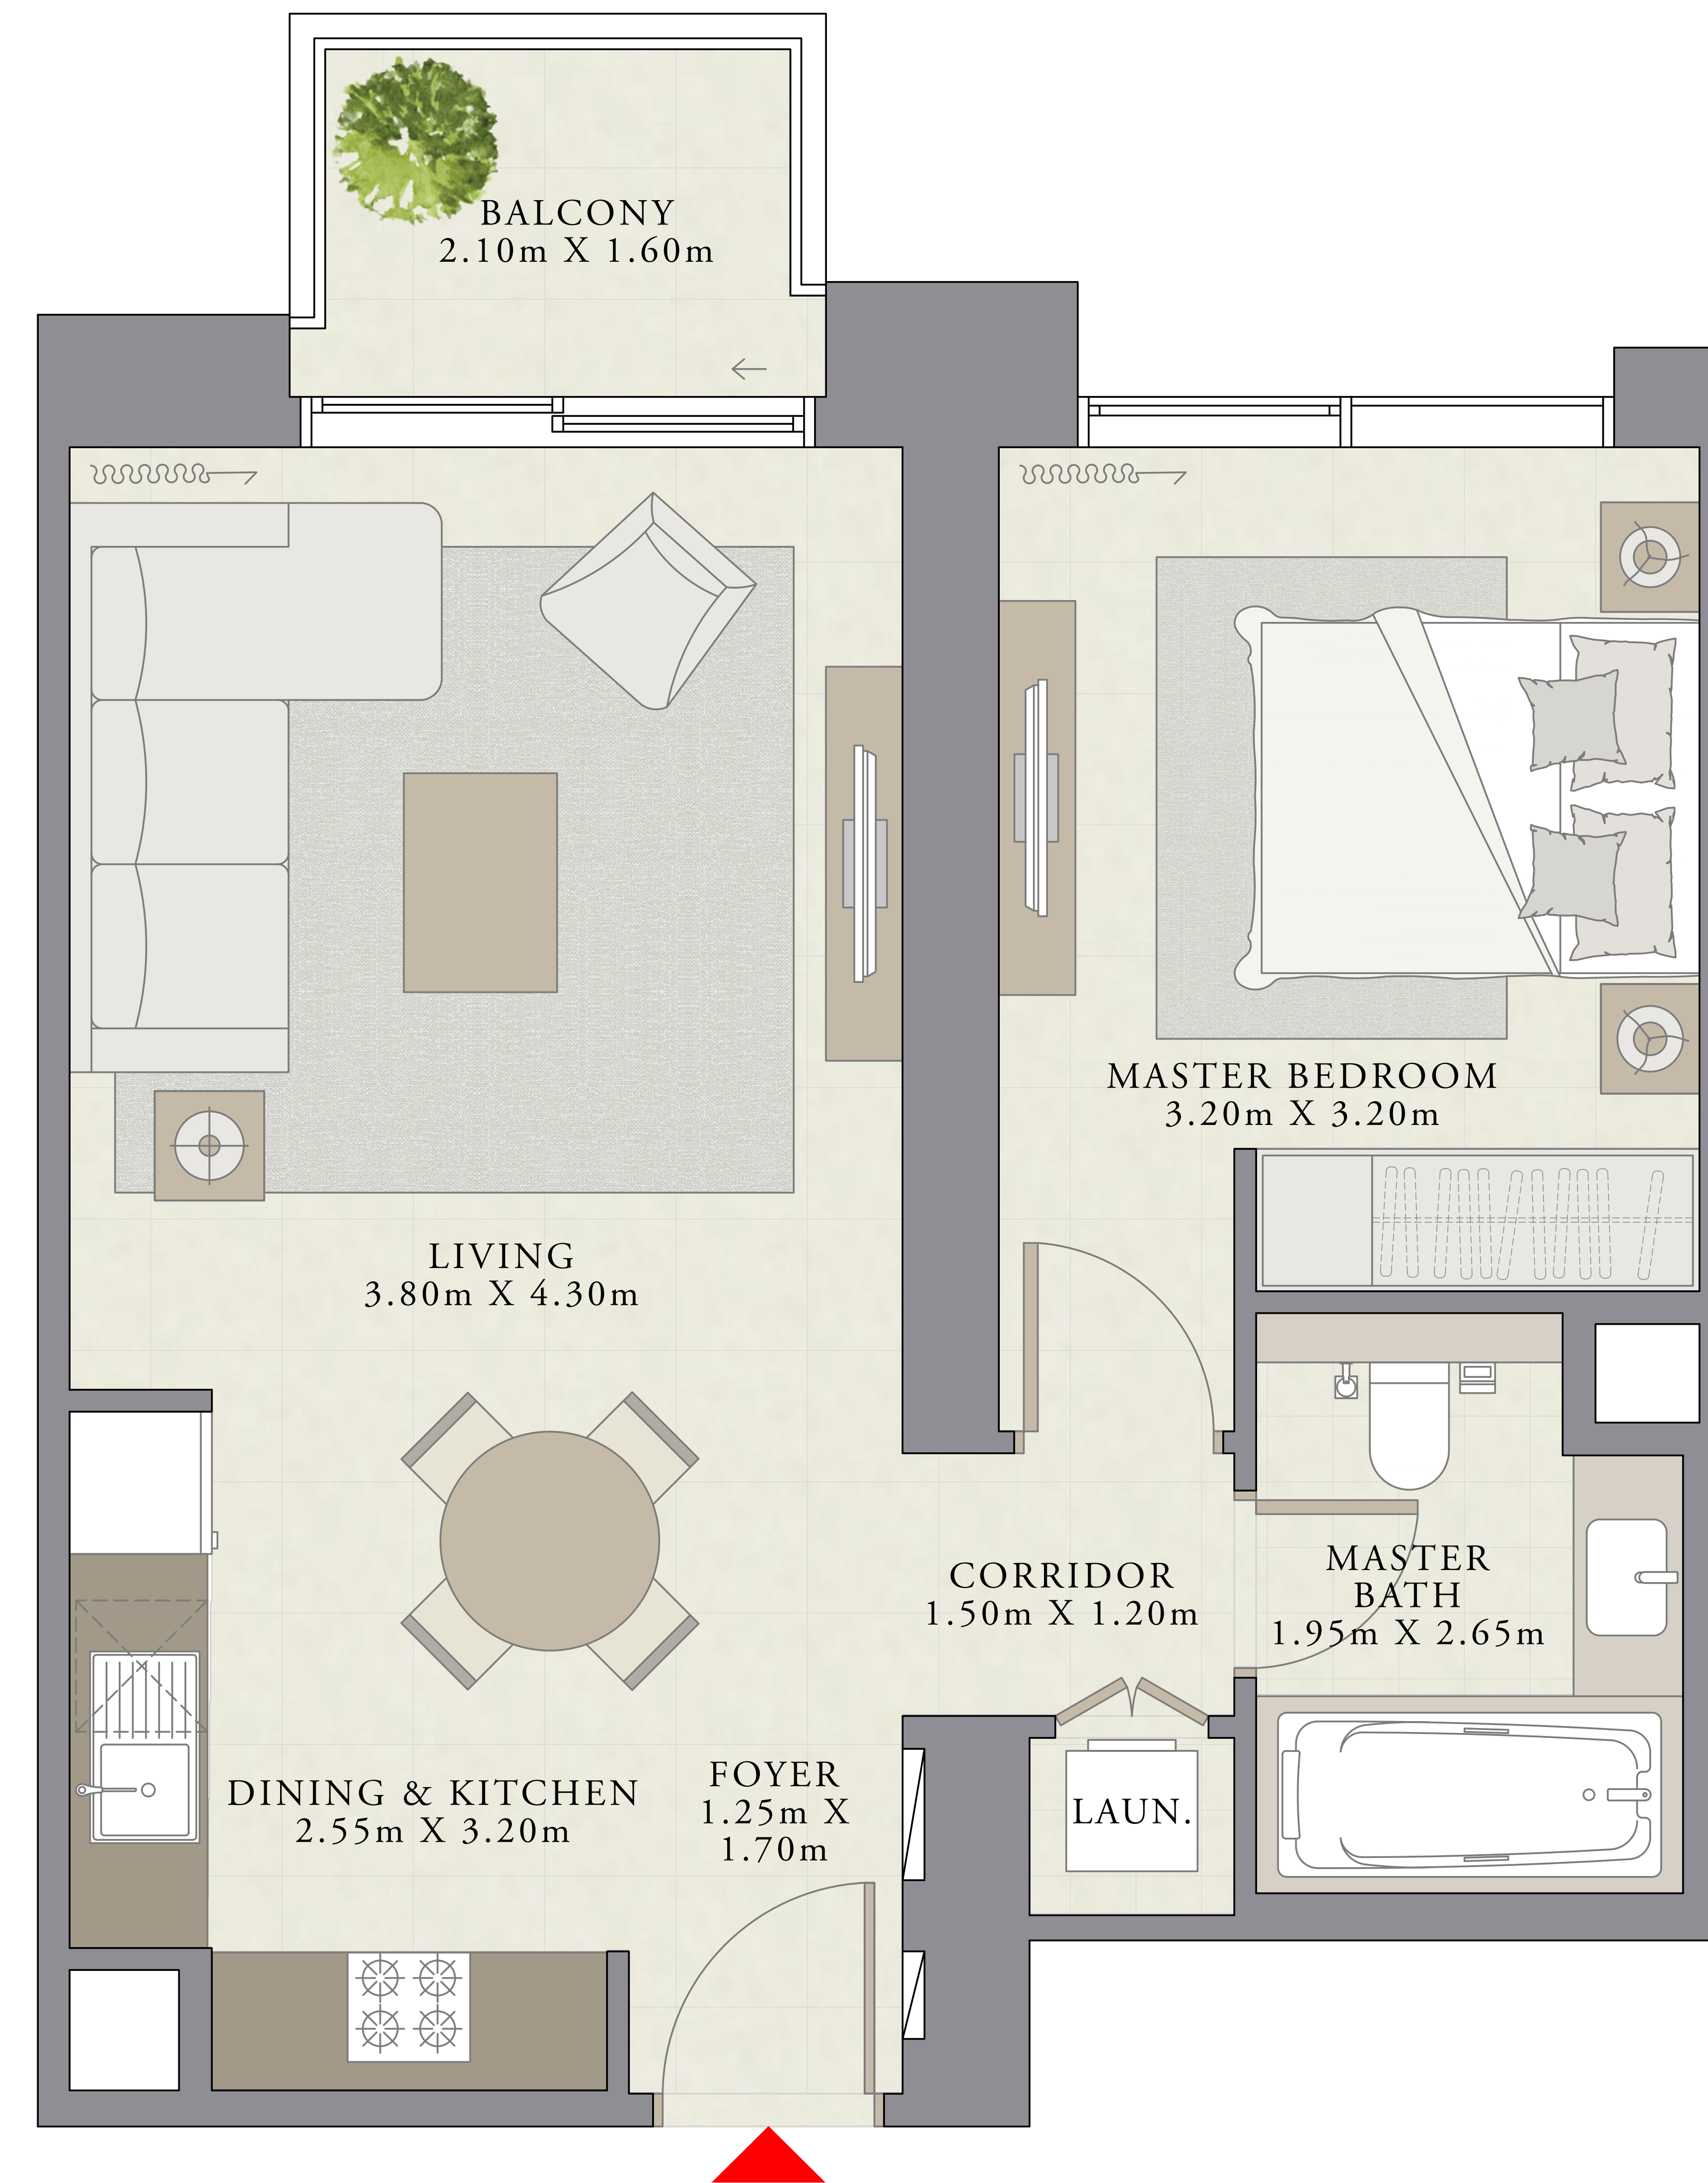 BALCONY
2.10m X 1.60m
MASTER BEDROOM
3.20m X 3.20m
LIVING
3.80m X 4.30m
CORRIDOR
1.50m X 1.20m
MASTER
BATH
1.95m X 2.65m
DINING & KITCHEN
2.55m X 3.20m
FOYER
1.25m X
1.70m
LAUN.